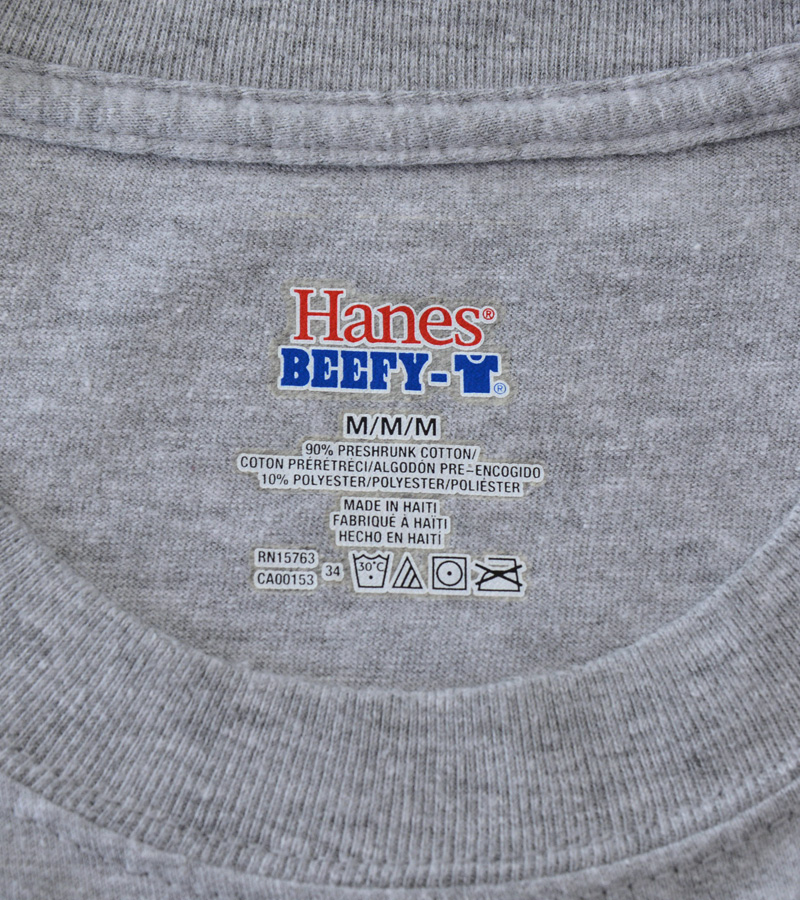 Hanes®
BEEFY-T®
M/M/M
90% PRESHRUNK COTTON/
COTON PRÉRÉTRÉCI/ALGODÓN PRE-ENCOGIDO
10% POLYESTER/POLYESTER/POLIÉSTER
MADE IN HAITI
FABRIQUÉ À HAÏTI
HECHO EN HAITI
RN15763
CA00153
34
30°C